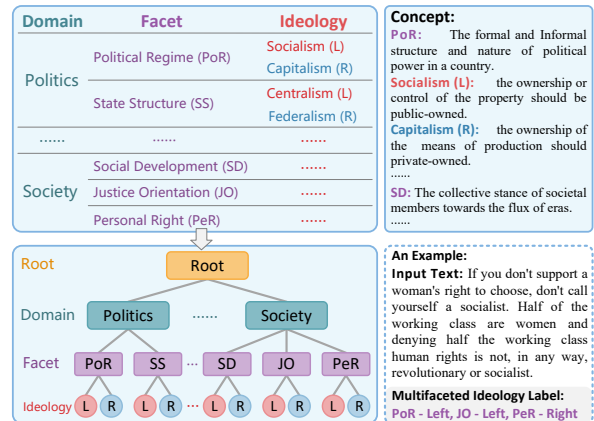 Domain Facet Ideology
Politics
Political Regime (PoR)
Socialism (L)
Capitalism (R)
State Structure (SS)
Centralism (L)
Federalism (R)
...... ...... ......
Society
Social Development (SD) ......
Justice Orientation (JO) ......
Personal Right (PeR) ......
Concept:
PoR: The formal and Informal
structure and nature of political
power in a country.
Socialism (L): the ownership or
control of the property should be
public-owned.
Capitalism (R): the ownership of
the means of production should
private-owned.
......
SD: The collective stance of societal
members towards the flux of eras.
......
Root Root
Domain Politics ...... Society
Facet PoR SS ... SD JO PeR
Ideology L R L R ... L R L R L R
An Example:
Input Text: If you don't support a
woman's right to choose, don't call
yourself a socialist. Half of the
working class are women and
denying half the working class
human rights is not, in any way,
revolutionary or socialist.
Multifaceted Ideology Label:
PoR - Left, JO - Left, PeR - Right